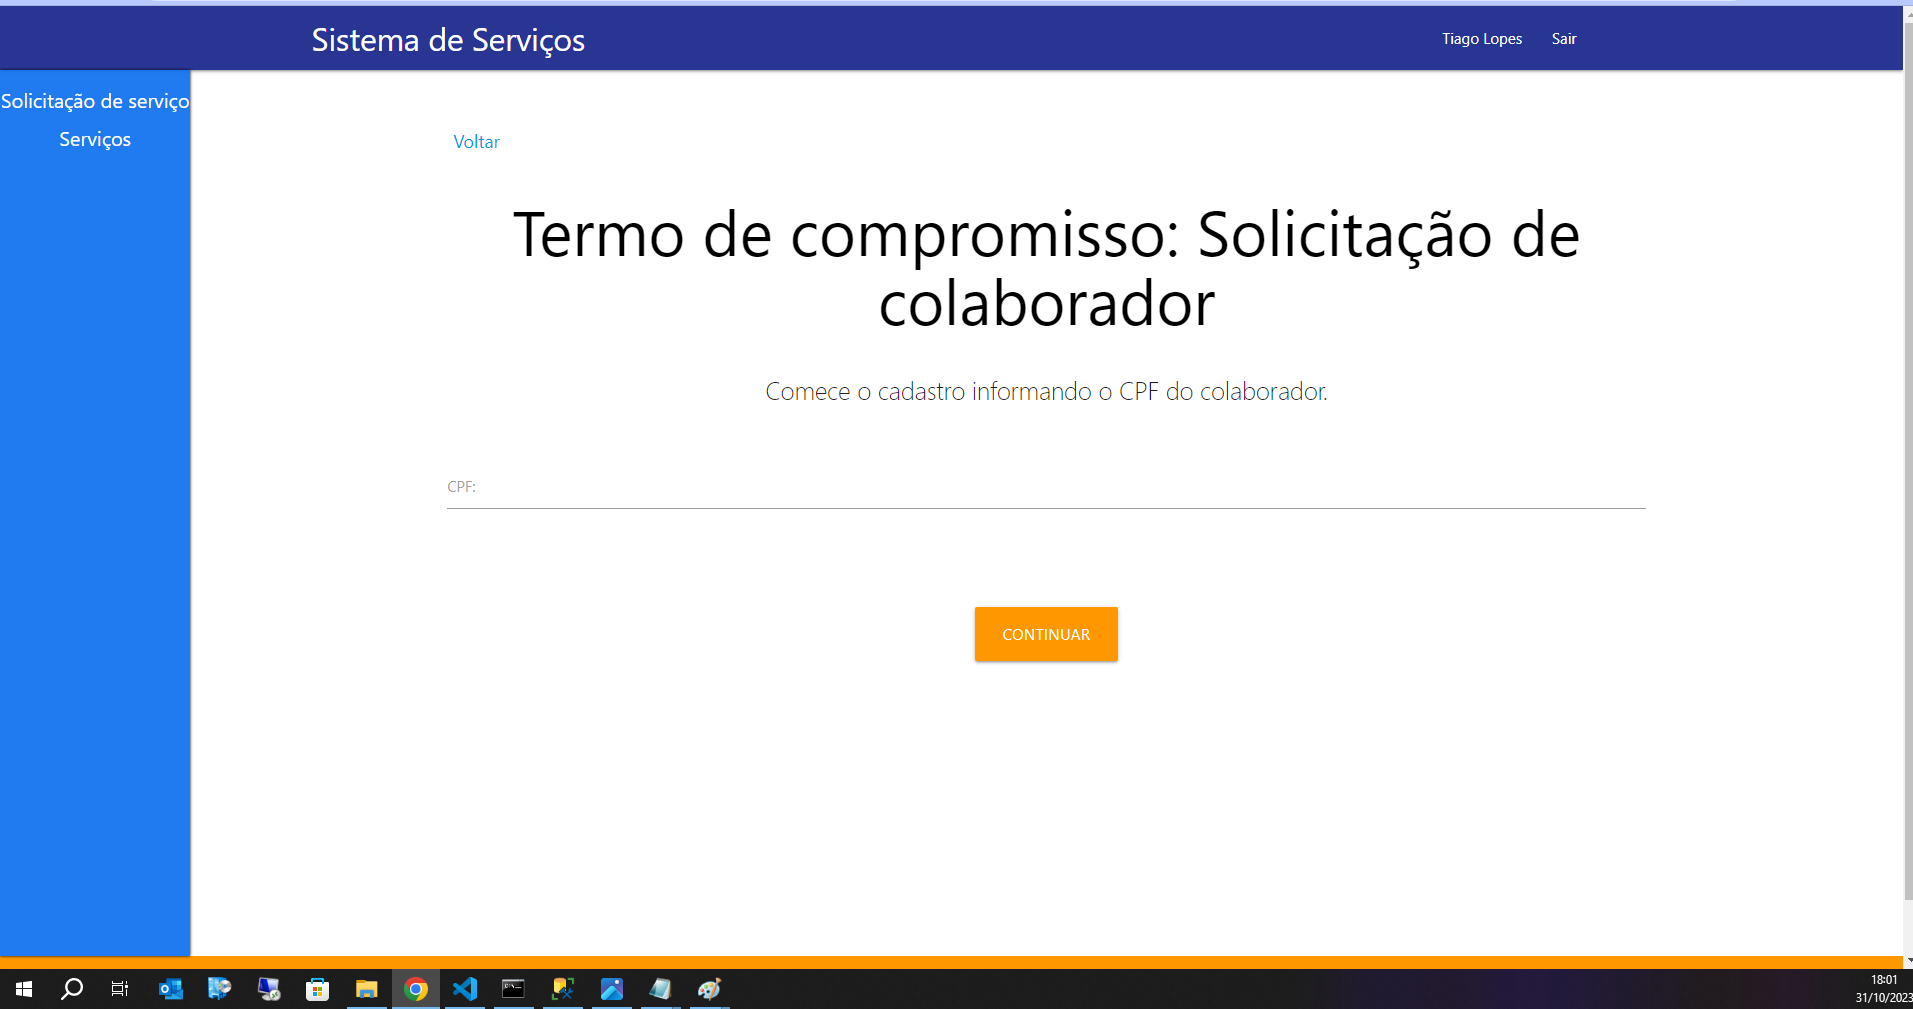 Sistema de Serviços
Tiago Lopes
Sair
Solicitação de serviço
Serviços
Voltar
Termo de compromisso: Solicitação de
colaborador
Comece o cadastro informando o CPF do colaborador.
CPF:
CONTINUAR
18:01
31/10/2023